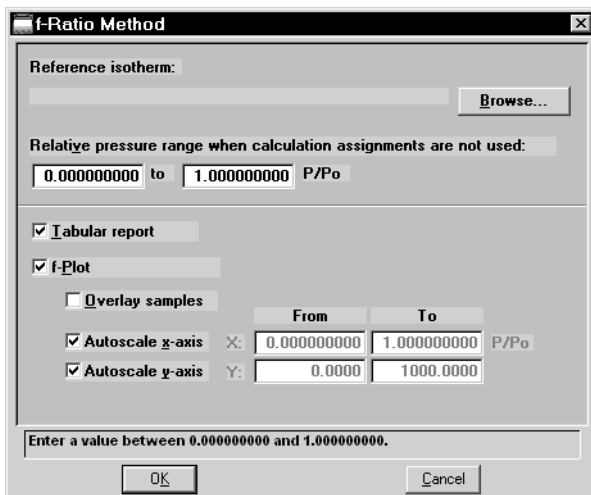 f-Ratio Method
Reference isotherm:
Browse...
Relative pressure range when calculation assignments are not used:
0.000000000 to 1.000000000 P/Po
Tabular report
f-Plot
Overlay samples
From To
Autoscale x-axis X: 0.000000000 1.000000000 P/Po
Autoscale y-axis Y: 0.0000 1000.0000
Enter a value between 0.000000000 and 1.000000000.
OK Cancel